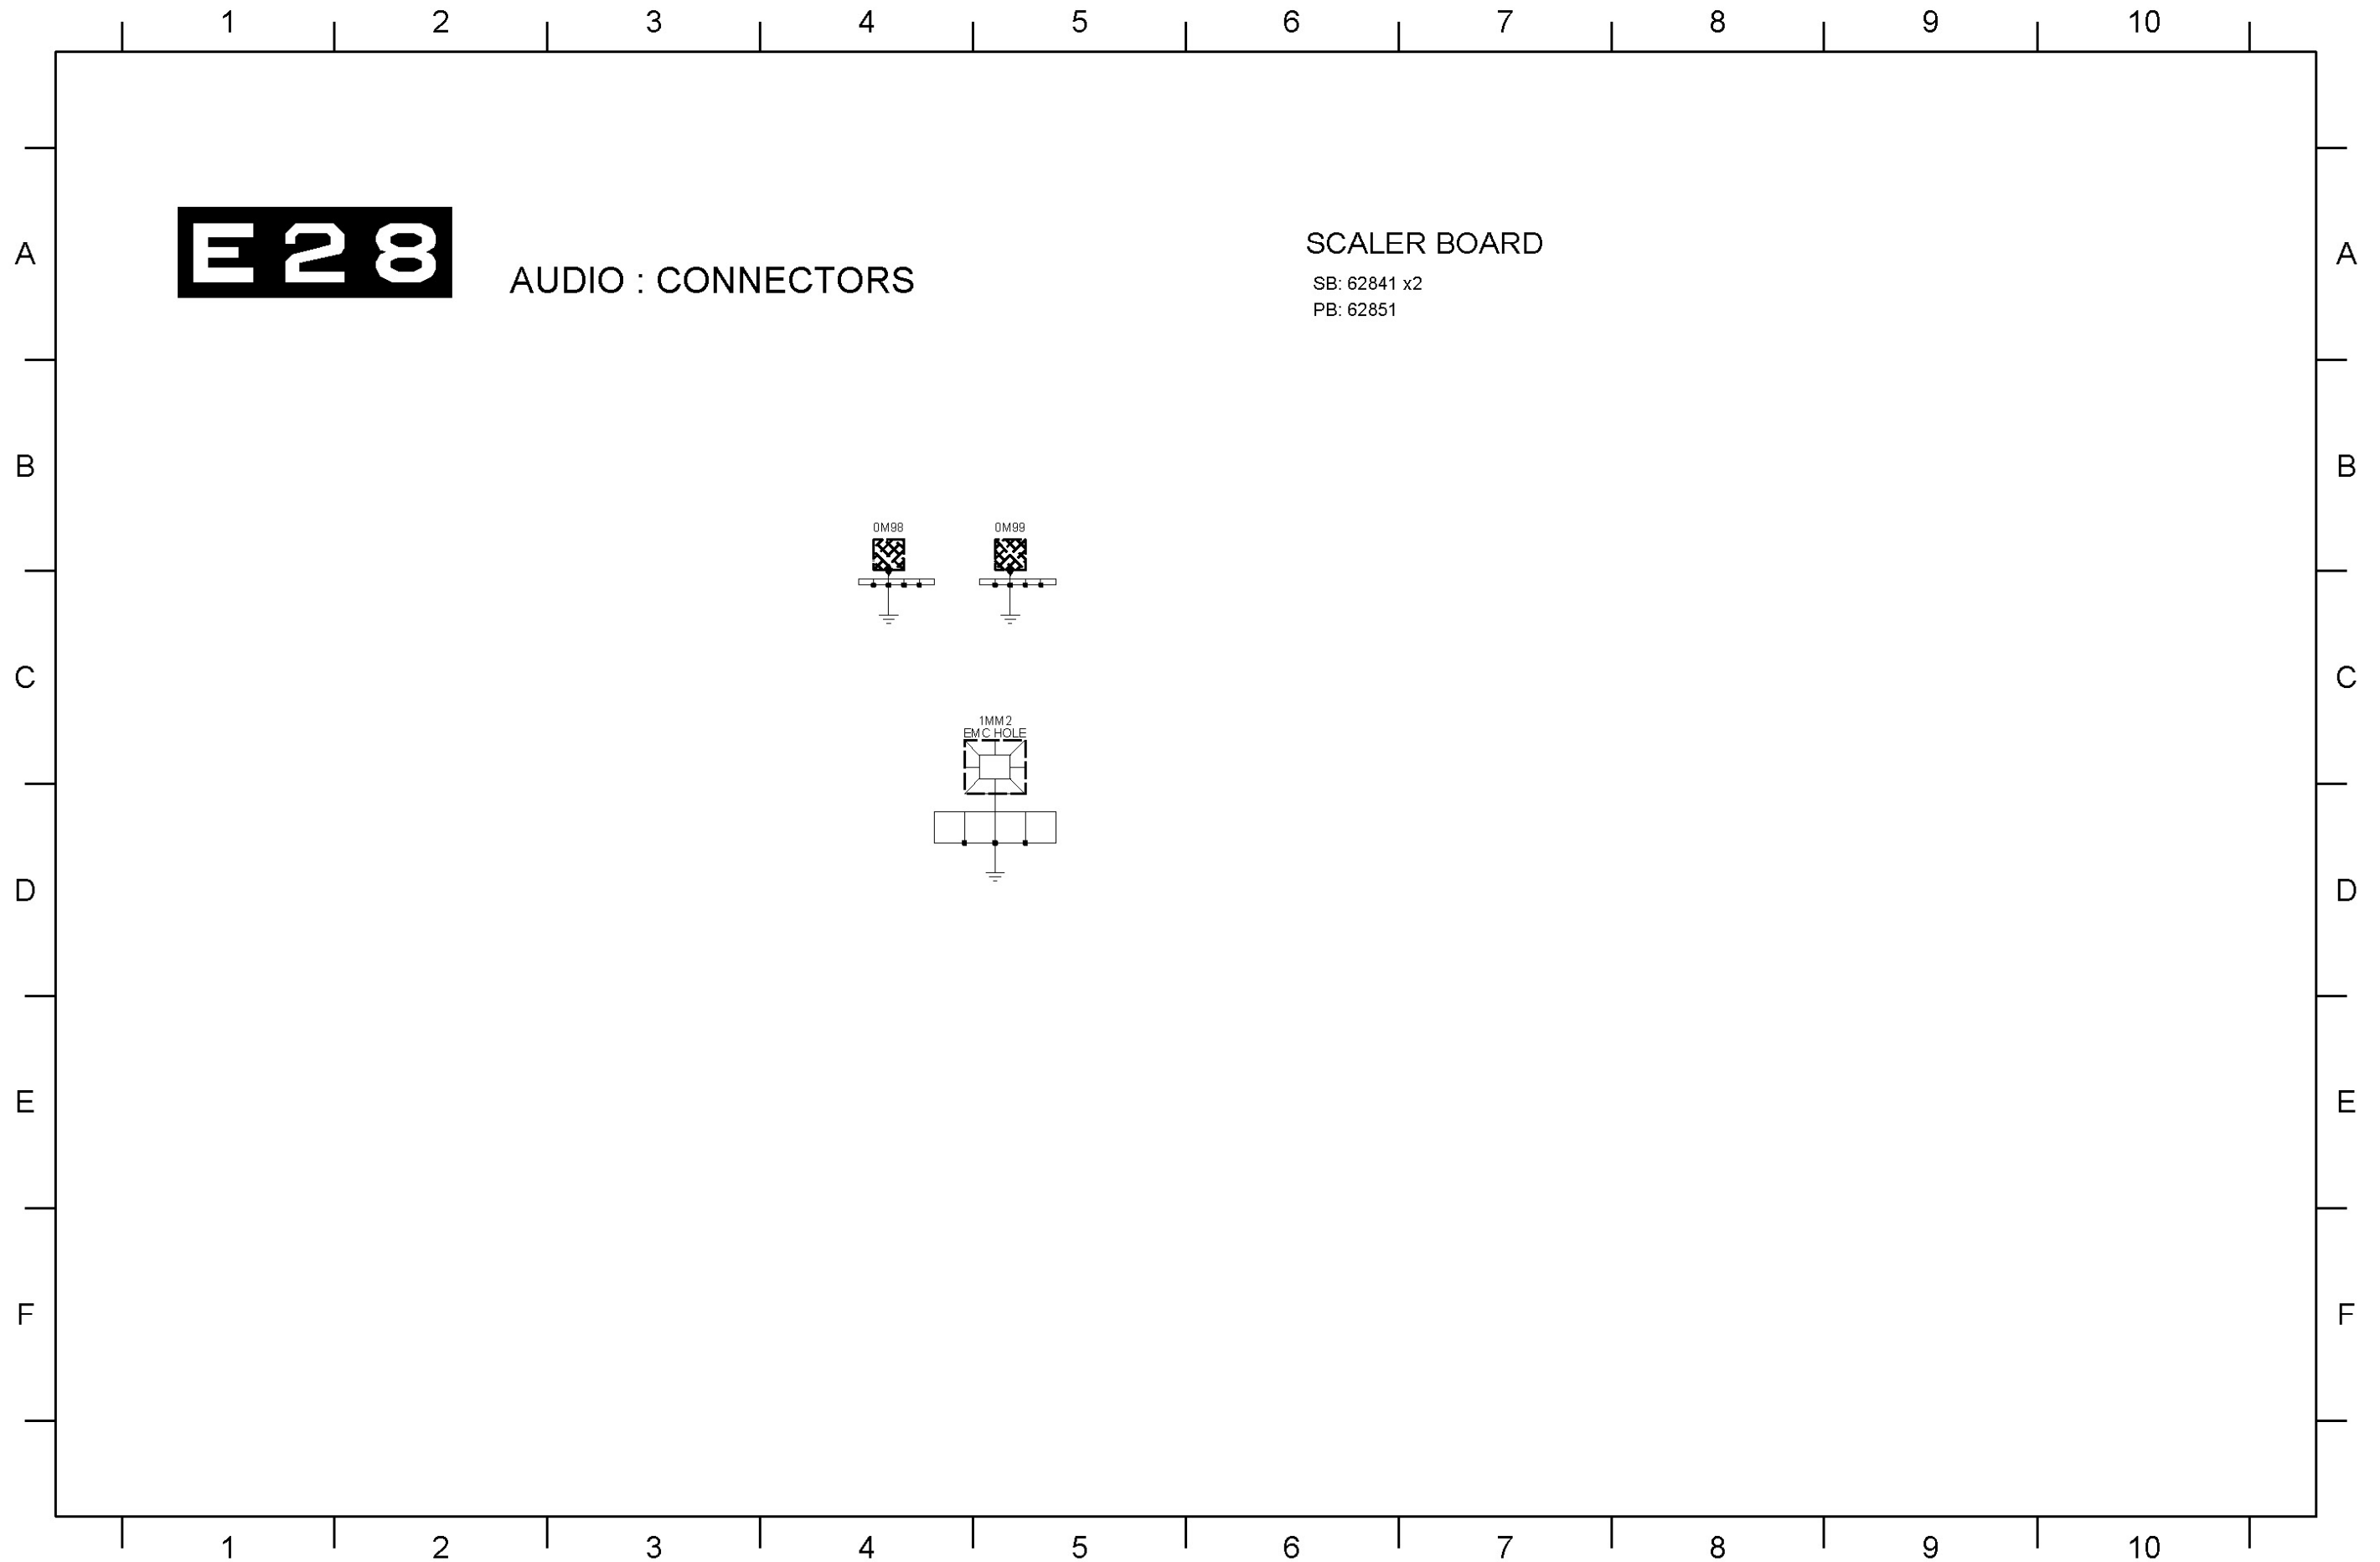 1 2 3 4 5 6 7 8 9 10
A A
E28
AUDIO : CONNECTORS
SCALER BOARD
SB: 62841 x2
PB: 62851
B B
0M98 0M99
C C
1MM2
EMC HOLE
D D
E E
F F
1 2 3 4 5 6 7 8 9 10